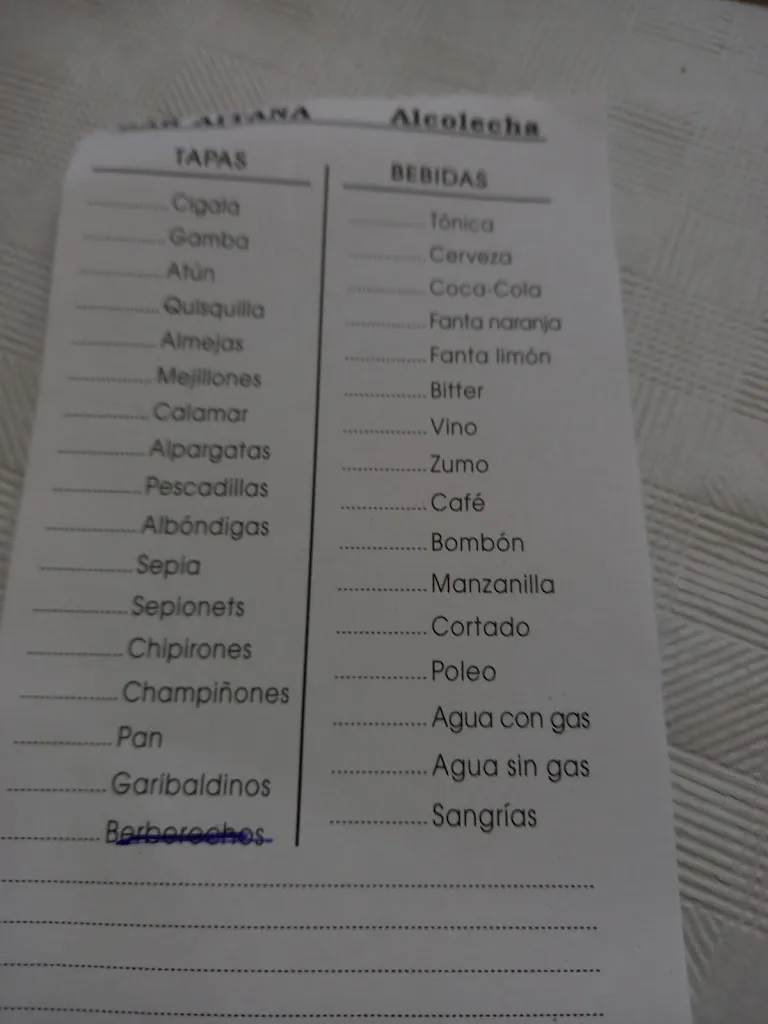 BAR AITANA Alcolecha
TAPAS
.............Cigala
.............Gamba
.............Atún
.............Quisquilla
.............Almejas
.............Mejillones
.............Calamar
.............Alpargatas
.............Pescadillas
.............Albóndigas
.............Sepia
.............Sepionets
.............Chipirones
.............Champiñones
.............Pan
.............Garibaldinos
.............Berberechos
BEBIDAS
.............Tónica
.............Cerveza
.............Coca-Cola
.............Fanta naranja
.............Fanta limón
.............Bitter
.............Vino
.............Zumo
.............Café
.............Bombón
.............Manzanilla
.............Cortado
.............Poleo
.............Agua con gas
.............Agua sin gas
.............Sangrías